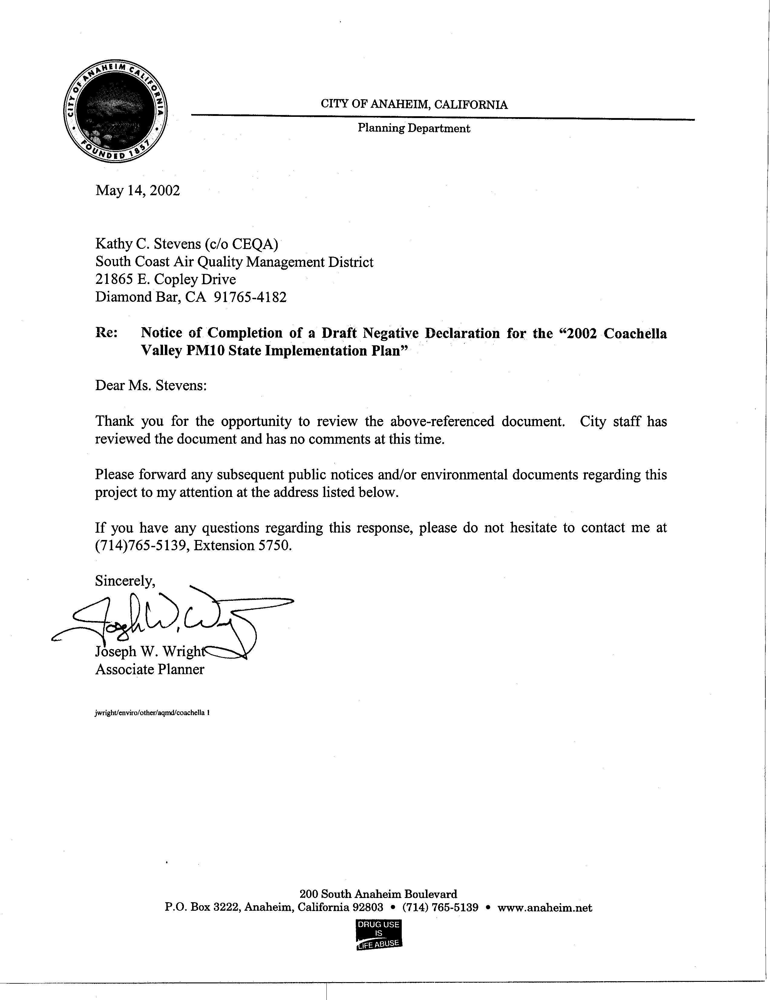 CITY OF ANAHEIM CALIFORNIA
FOUNDED 1857
CITY OF ANAHEIM, CALIFORNIA
Planning Department
May 14, 2002
Kathy C. Stevens (c/o CEQA)
South Coast Air Quality Management District
21865 E. Copley Drive
Diamond Bar, CA 91765-4182
Re: Notice of Completion of a Draft Negative Declaration for the “2002 Coachella
Valley PM10 State Implementation Plan”
Dear Ms. Stevens:
Thank you for the opportunity to review the above-referenced document. City staff has
reviewed the document and has no comments at this time.
Please forward any subsequent public notices and/or environmental documents regarding this
project to my attention at the address listed below.
If you have any questions regarding this response, please do not hesitate to contact me at
(714)765-5139, Extension 5750.
Sincerely,
Joseph W. Wright
Joseph W. Wright
Associate Planner
jwright/enviro/other/aqmd/coachella 1
200 South Anaheim Boulevard
P.O. Box 3222, Anaheim, California 92803 • (714) 765-5139 • www.anaheim.net
DRUG USE
IS
LIFE ABUSE